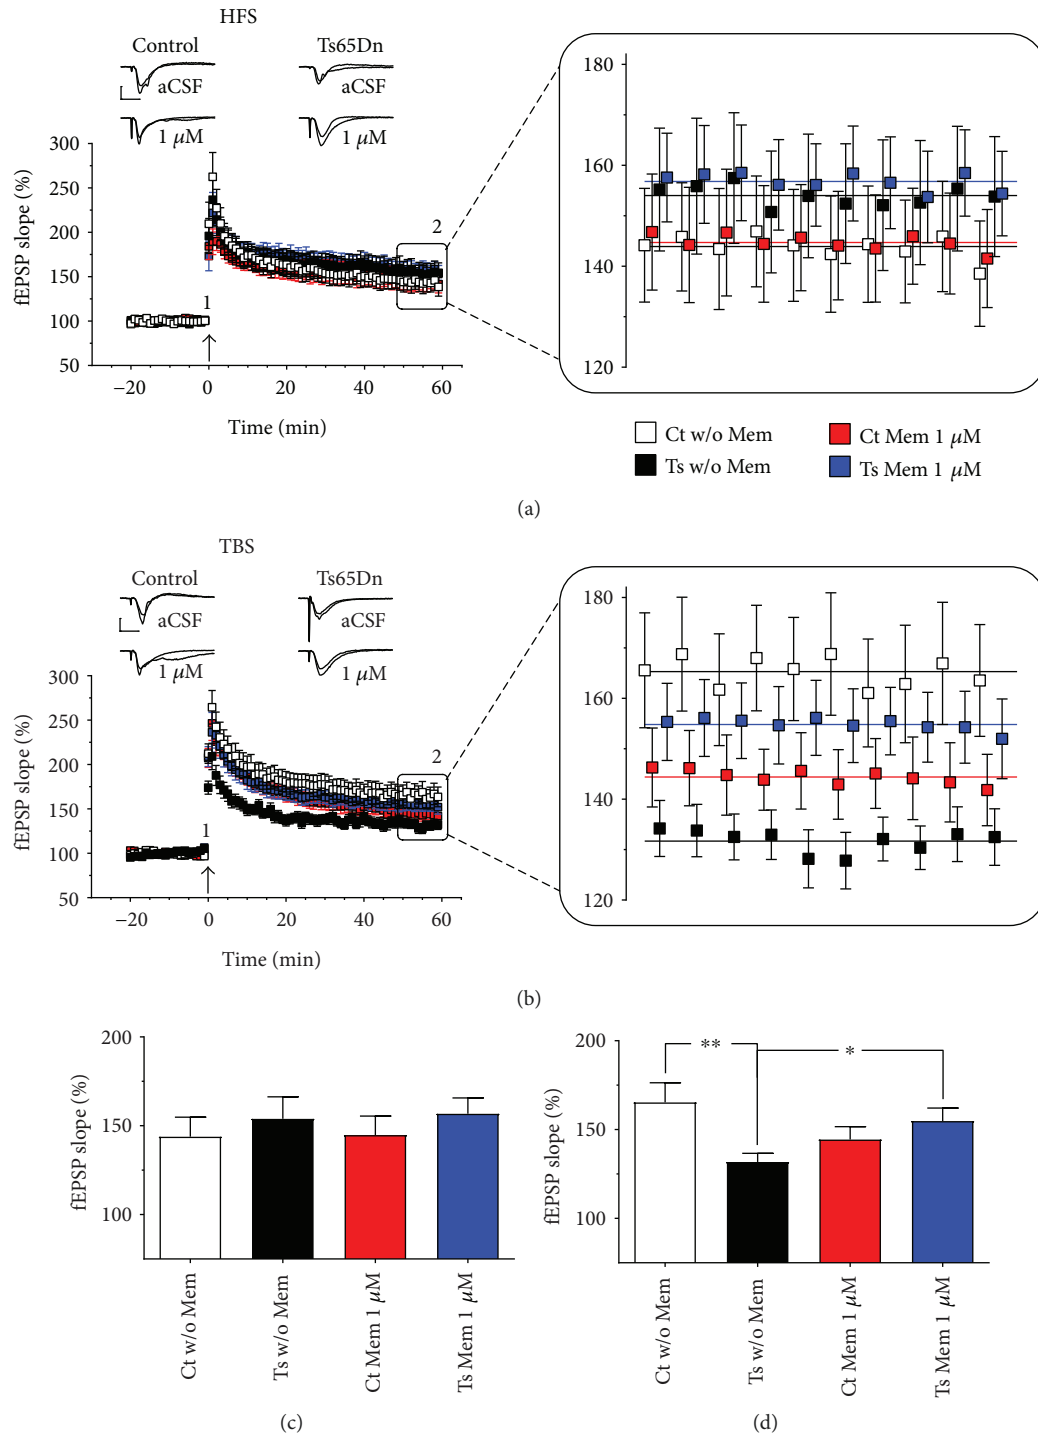 HFS
Control
Ts65Dn
aCSF
aCSF
1 μM
1 μM
300
250
200
150
100
50
fEPSP slope (%)
1
2
−20
0
20
40
60
Time (min)
180
160
140
120
Ct w/o Mem
Ct Mem 1 μM
Ts w/o Mem
Ts Mem 1 μM
(a)
TBS
Control
Ts65Dn
aCSF
aCSF
1 μM
1 μM
300
250
200
150
100
50
fEPSP slope (%)
1
2
−20
0
20
40
60
Time (min)
180
160
140
120
(b)
200
150
100
fEPSP slope (%)
Ct w/o Mem
Ts w/o Mem
Ct Mem 1 μM
Ts Mem 1 μM
(c)
200
150
100
fEPSP slope (%)
**
*
Ct w/o Mem
Ts w/o Mem
Ct Mem 1 μM
Ts Mem 1 μM
(d)